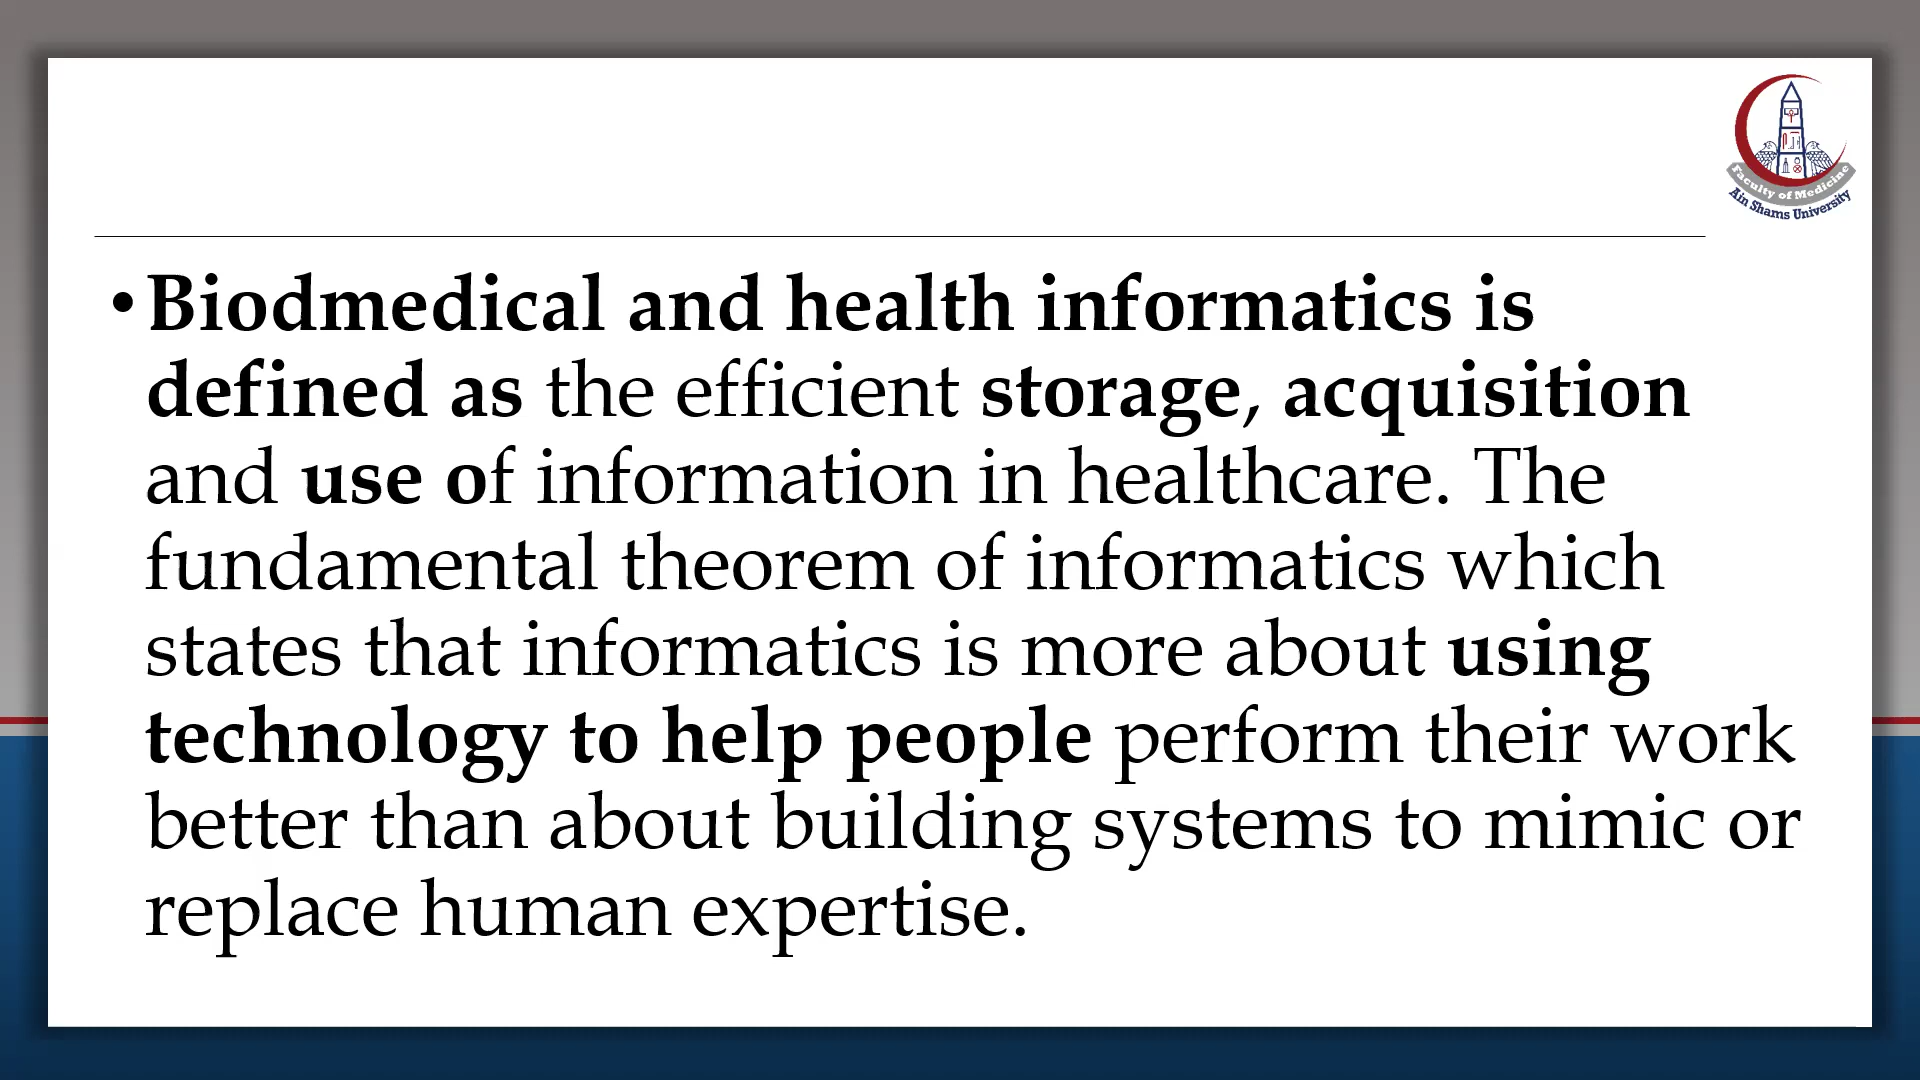 Faculty of Medicine
Ain Shams University
•Biodmedical and health informatics is
defined as the efficient storage, acquisition
and use of information in healthcare. The
fundamental theorem of informatics which
states that informatics is more about using
technology to help people perform their work
better than about building systems to mimic or
replace human expertise.